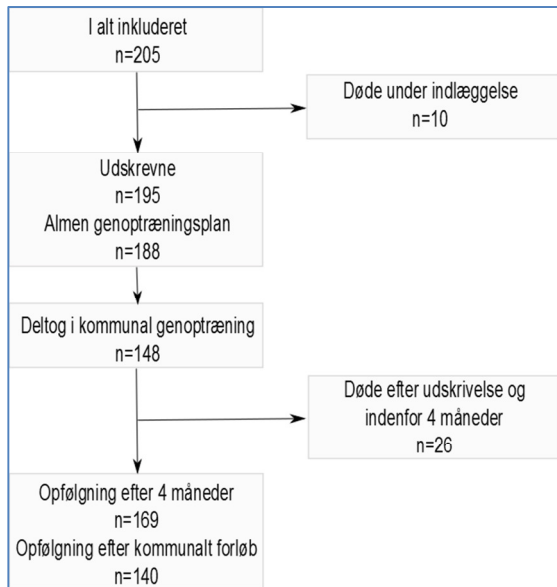 I alt inkluderet
n=205
Døde under indlæggelse
n=10
Udskrevne
n=195
Almen genoptræningsplan
n=188
Deltog i kommunal genoptræning
n=148
Døde efter udskrivelse og
indenfor 4 måneder
n=26
Opfølgning efter 4 måneder
n=169
Opfølgning efter kommunalt forløb
n=140